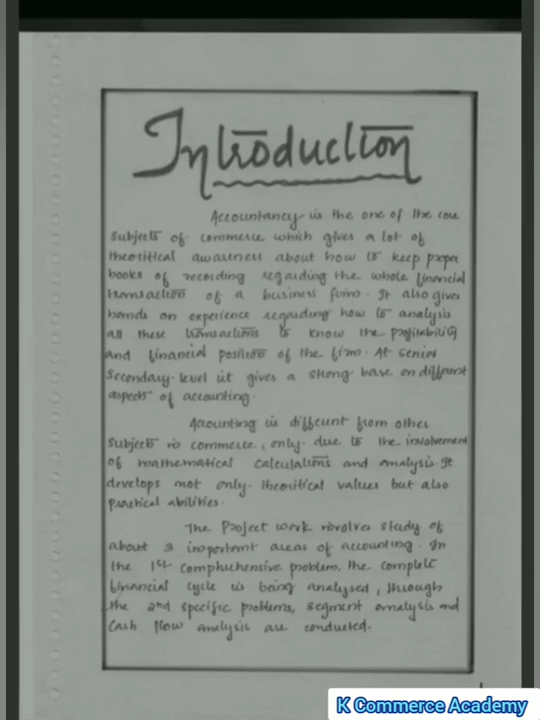 Introduction
Accountancy is the one of the core
subjects of commerce which gives a lot of
theoritical awareness about how to keep proper
books of recording regarding the whole financial
transaction of a business firm. It also gives
hands on experience regarding how to analysis
all these transactions to know the profitability
and financial position of the firm. At senior
secondary level it gives a strong base on different
aspects of accounting.
Accounting is different from other
subjects in commerce, only due to the involvement
of mathematical calculations and analysis. It
develops not only theoritical values but also
practical abilities.
The Project work involves study of
about 3 important areas of accounting. In
the 1st comphuhensive problem, the complete
financial cycle is being analysed, through
the 2nd specific problems, segment analysis and
cash flow analysis are conducted.
K Commerce Academy